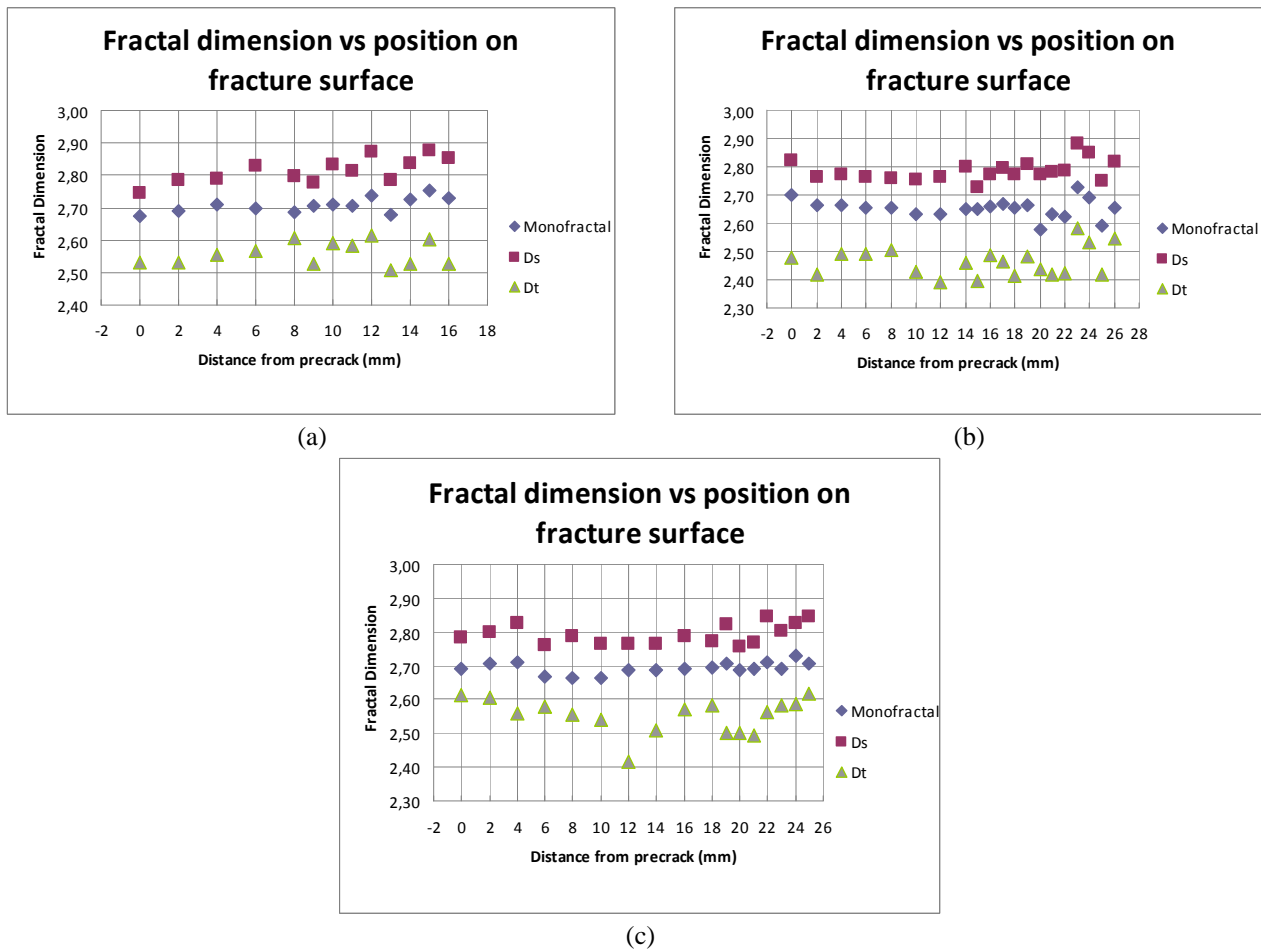 Fractal dimension vs position on
fracture surface
3,00
2,90
2,80
2,70
2,60
2,50
2,40
Fractal Dimension
-2 0 2 4 6 8 10 12 14 16 18
Distance from precrack (mm)
Monofractal
Ds
Dt
(a)
Fractal dimension vs position on
fracture surface
3,00
2,90
2,80
2,70
2,60
2,50
2,40
2,30
Fractal Dimension
-2 0 2 4 6 8 10 12 14 16 18 20 22 24 26 28
Distance from precrack (mm)
Monofractal
Ds
Dt
(b)
Fractal dimension vs position on
fracture surface
3,00
2,90
2,80
2,70
2,60
2,50
2,40
2,30
Fractal Dimension
-2 0 2 4 6 8 10 12 14 16 18 20 22 24 26
Distance from precrack (mm)
Monofractal
Ds
Dt
(c)